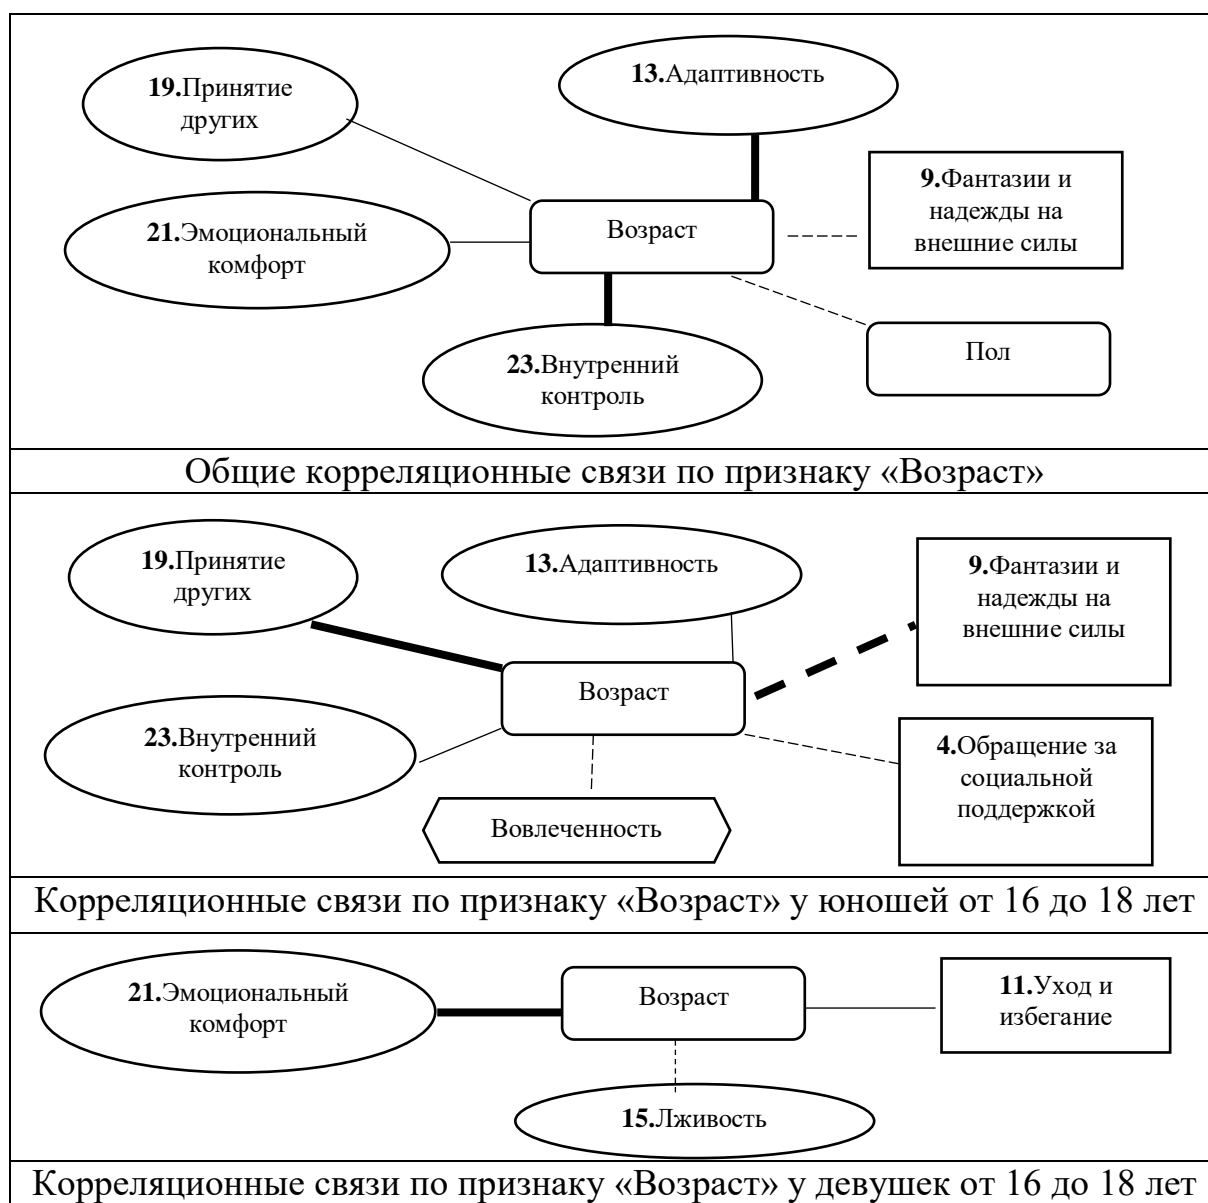 19.Принятие
других
13.Адаптивность
9.Фантазии и
надежды на
внешние силы
21.Эмоциональный
комфорт
Возраст
23.Внутренний
контроль
Пол
Общие корреляционные связи по признаку «Возраст»
19.Принятие
других
13.Адаптивность
9.Фантазии и
надежды на
внешние силы
Возраст
23.Внутренний
контроль
4.Обращение за
социальной
поддержкой
Вовлеченность
Корреляционные связи по признаку «Возраст» у юношей от 16 до 18 лет
21.Эмоциональный
комфорт
Возраст
11.Уход и
избегание
15.Лживость
Корреляционные связи по признаку «Возраст» у девушек от 16 до 18 лет